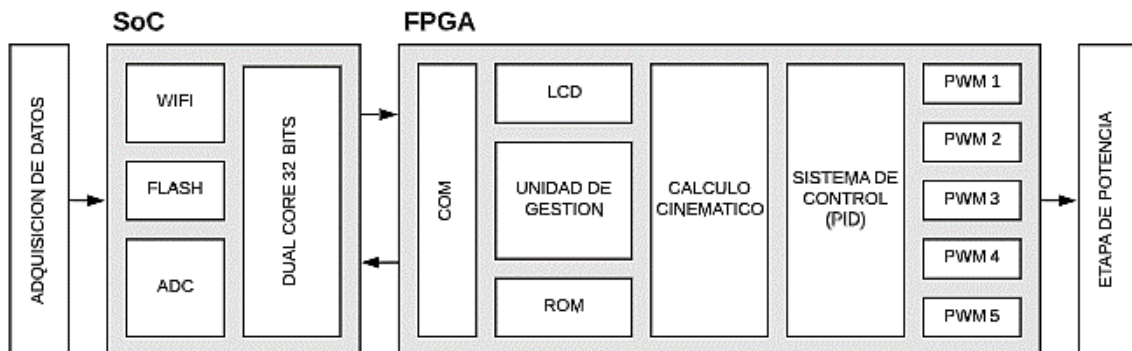 SoC
FPGA
ADQUISICION DE DATOS
WIFI
FLASH
ADC
DUAL CORE 32 BITS
COM
LCD
UNIDAD DE
GESTION
ROM
CALCULO
CINEMATICO
SISTEMA DE
CONTROL
(PID)
PWM 1
PWM 2
PWM 3
PWM 4
PWM 5
ETAPA DE POTENCIA